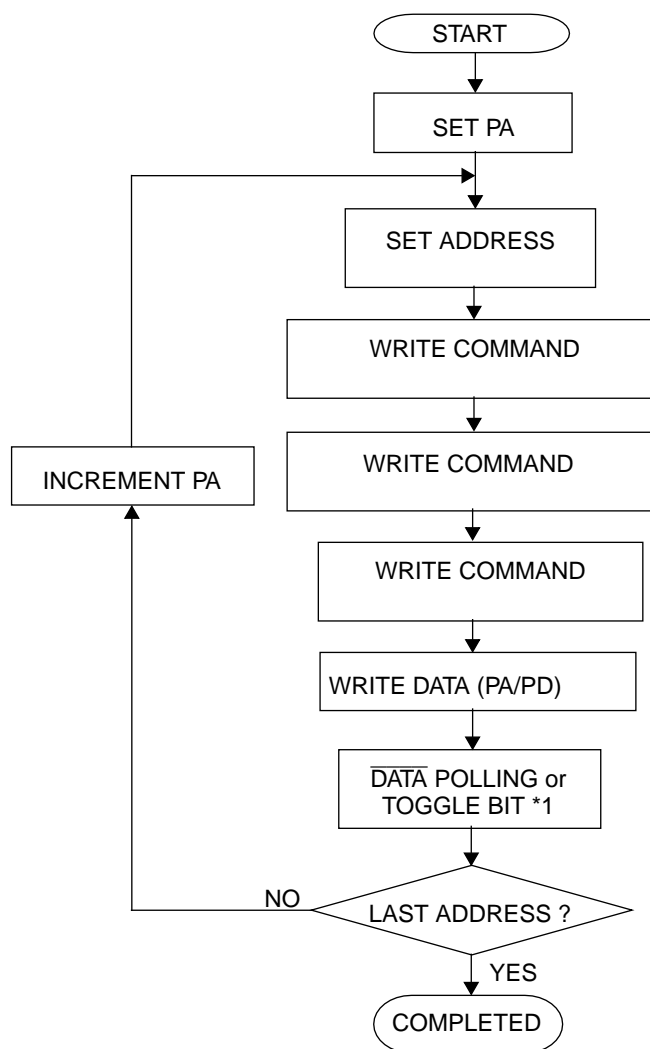 START
SET PA
SET ADDRESS
WRITE COMMAND
WRITE COMMAND
INCREMENT PA
WRITE COMMAND
WRITE DATA (PA/PD)
D̅A̅T̅A̅ POLLING or
TOGGLE BIT *1
NO
LAST ADDRESS ?
YES
COMPLETED